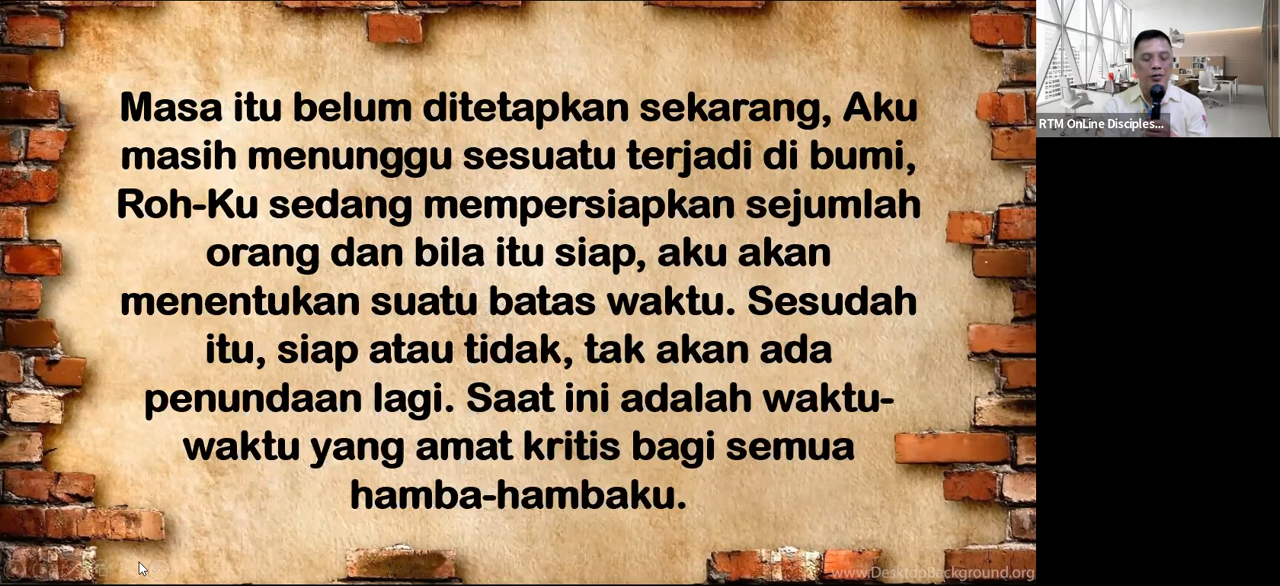 Masa itu belum ditetapkan sekarang, Aku
masih menunggu sesuatu terjadi di bumi,
Roh-Ku sedang mempersiapkan sejumlah
orang dan bila itu siap, aku akan
menentukan suatu batas waktu. Sesudah
itu, siap atau tidak, tak akan ada
penundaan lagi. Saat ini adalah waktu-
waktu yang amat kritis bagi semua
hamba-hambaku.
RTM OnLine Disciples...
www.DesktopBackground.org